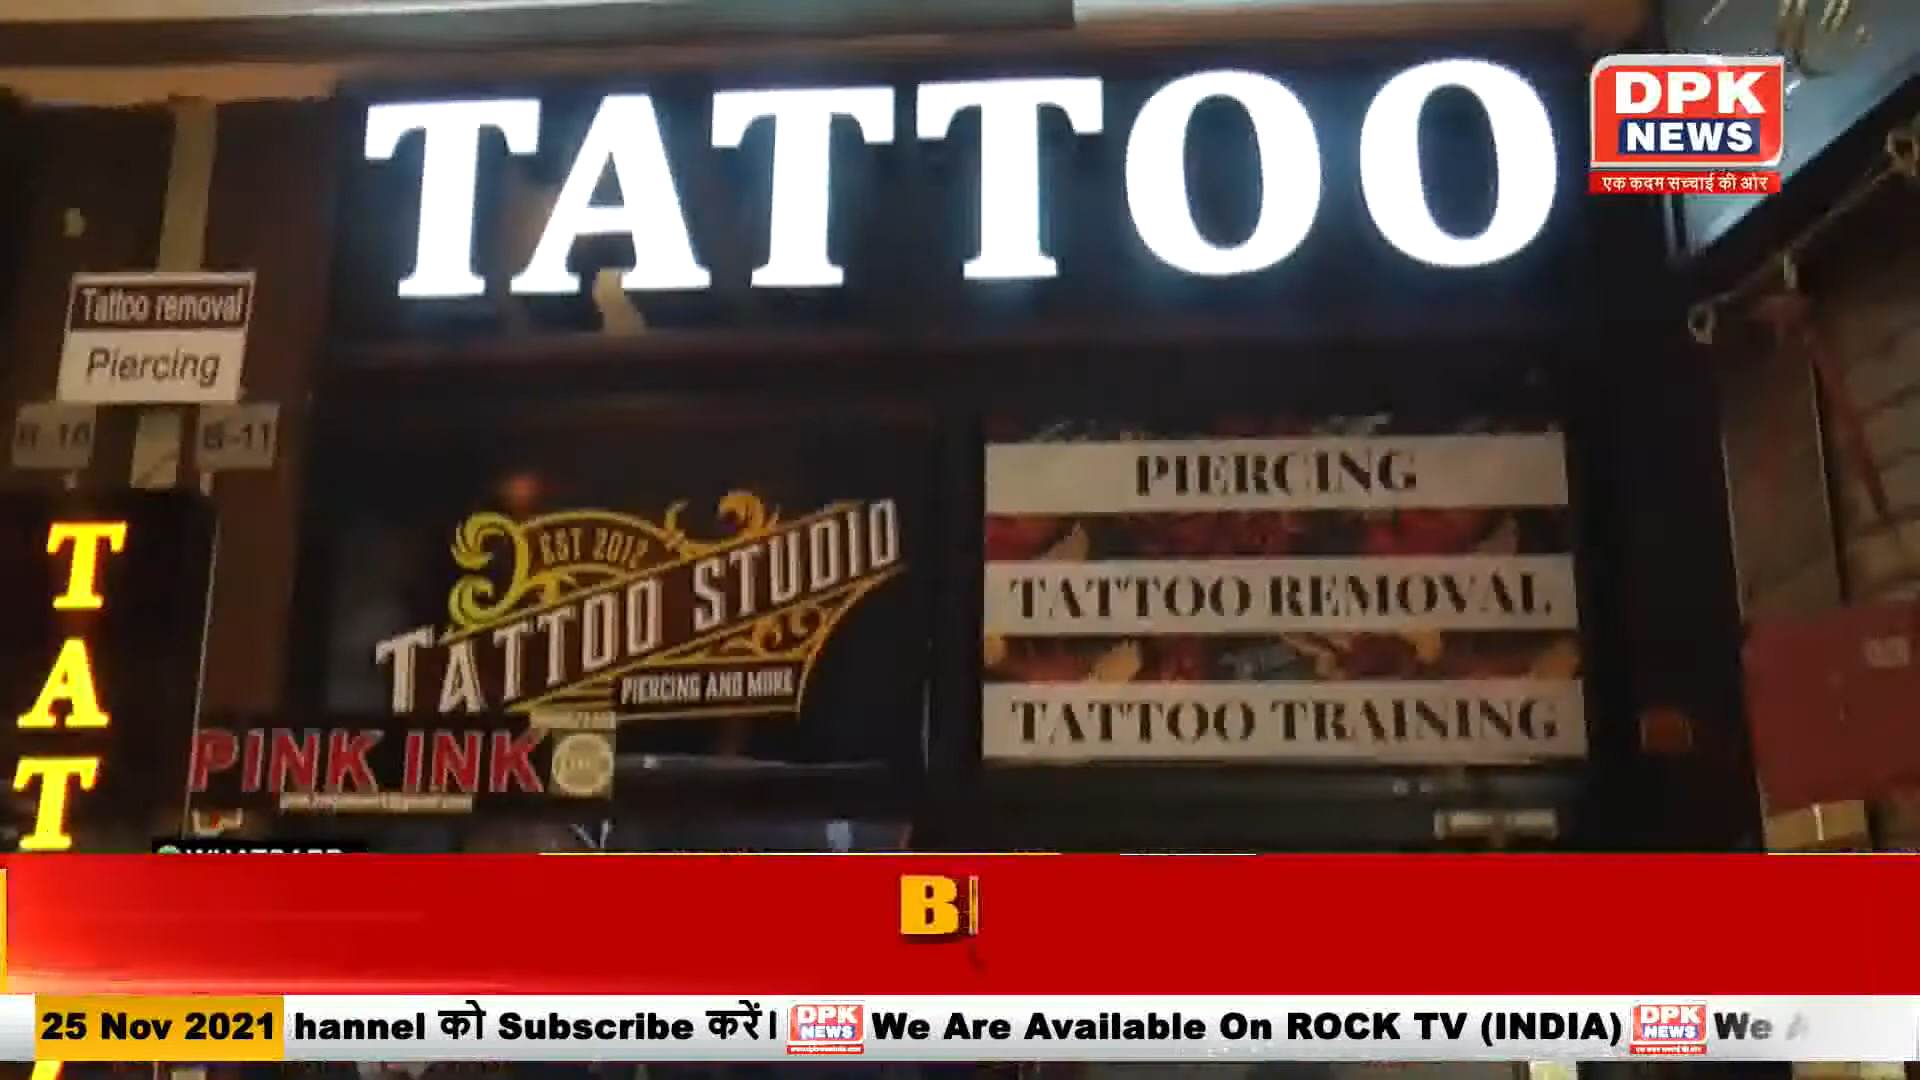 TATTOO
DPK
NEWS
एक कदम सच्चाई की ओर
Tattoo removal
Piercing
B-11
EST 2012
TATTOO STUDIO
PIERCING AND MORE
PIERCING
TATTOO REMOVAL
TATTOO TRAINING
PINK INK
TAT
B
25 Nov 2021 hannel को Subscribe करें। DPK NEWS We Are Available On ROCK TV (INDIA) DPK NEWS We